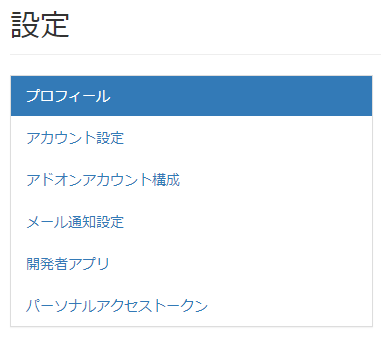 設定
プロフィール
アカウント設定
アドオンアカウント構成
メール通知設定
開発者アプリ
パーソナルアクセストークン